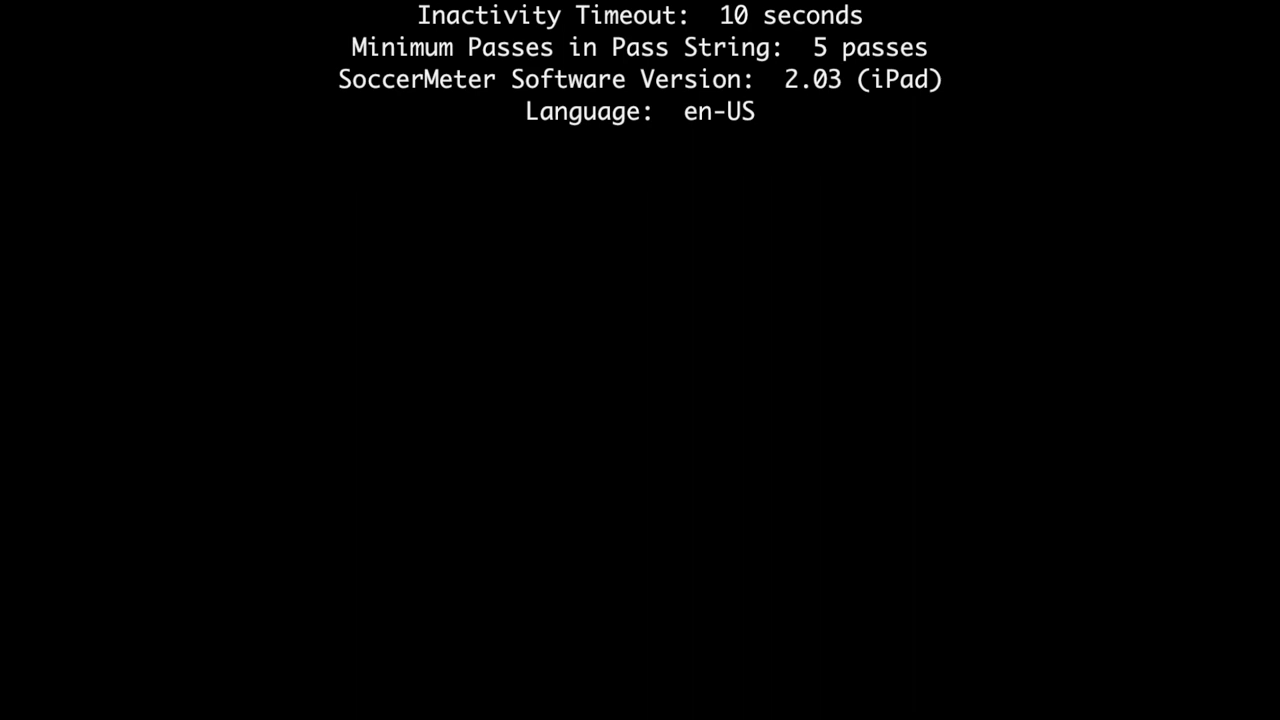 Inactivity Timeout:  10 seconds
Minimum Passes in Pass String:  5 passes
SoccerMeter Software Version:  2.03 (iPad)
Language:  en-US